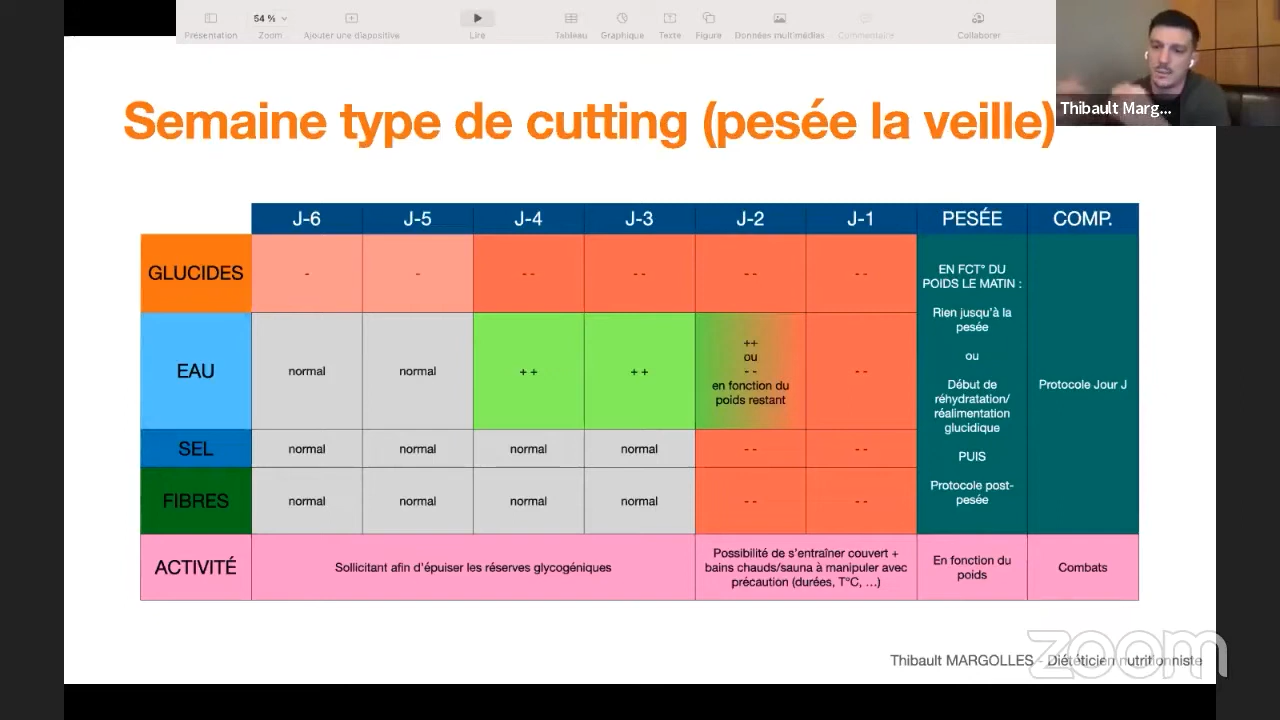 54 %
Présentation
Zoom
Ajouter une diapositive
Lire
Tableau
Graphique
Texte
Figure
Données multimédias
Commentaire
Collaborer
Thibault Marg...
Semaine type de cutting (pesée la veille)
J-6 J-5 J-4 J-3 J-2 J-1 PESÉE COMP.
GLUCIDES - - - - - - - - - -
EAU normal normal + + + + ++
ou
- -
en fonction du
poids restant
- -
SEL normal normal normal normal - - - -
FIBRES normal normal normal normal - - - -
EN FCT° DU
POIDS LE MATIN :
Rien jusqu'à la
pesée
ou
Début de
réhydratation/
réalimentation
glucidique
PUIS
Protocole post-
pesée
Protocole Jour J
ACTIVITÉ
Sollicitant afin d'épuiser les réserves glycogéniques
Possibilité de s'entraîner couvert +
bains chauds/sauna à manipuler avec
précaution (durées, T°C, …)
En fonction du
poids
Combats
Thibault MARGOLLES - Diététicien nutritionniste
zoom